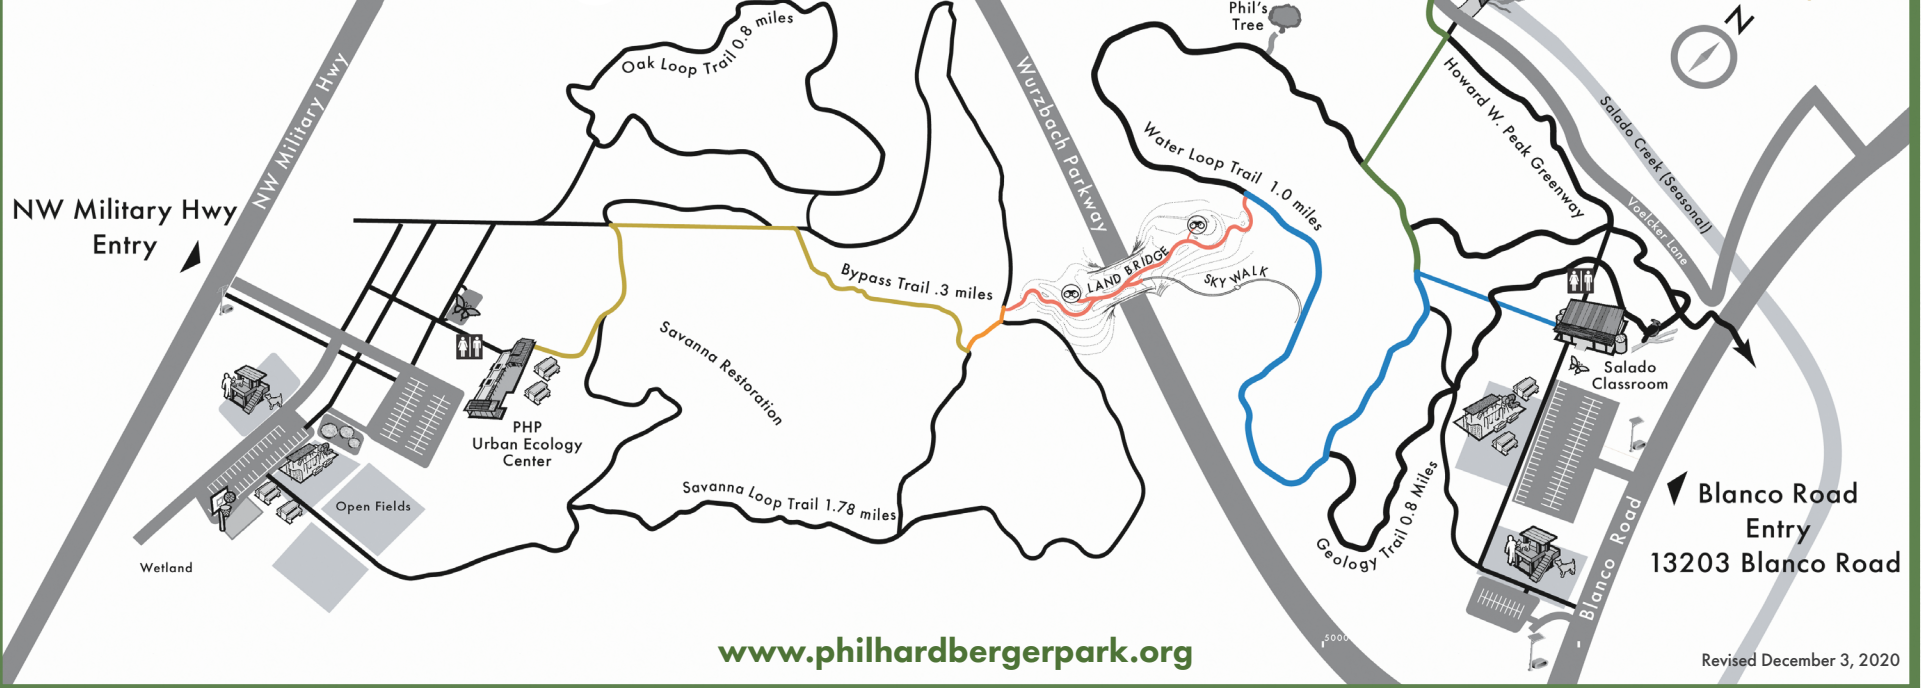 Phil's
Tree
N
Oak Loop Trail 0.8 miles
NW Military Hwy
Wurzbach Parkway
Howard W. Peak Greenway
Salado Creek (Seasonal)
Voelcker Lane
Water Loop Trail 1.0 miles
NW Military Hwy
Entry
LAND BRIDGE
SKY WALK
Bypass Trail .3 miles
Savanna Restoration
Salado
Classroom
PHP
Urban Ecology
Center
Savanna Loop Trail 1.78 miles
Open Fields
Geology Trail 0.8 Miles
Blanco Road
Blanco Road
Entry
13203 Blanco Road
Wetland
5000
www.philhardbergerpark.org
Revised December 3, 2020